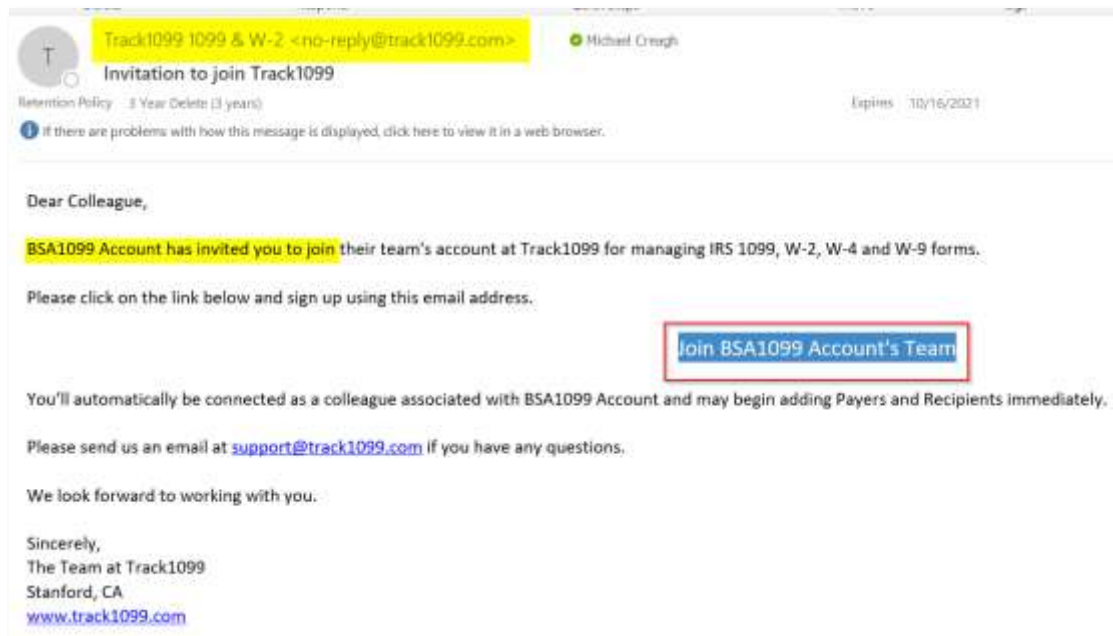 Track1099 1099 & W-2 <no-reply@track1099.com>
Michael Creagh
T
Invitation to join Track1099
Retention Policy 3 Year Delete (3 years)
Expires 10/16/2021
If there are problems with how this message is displayed, click here to view it in a web browser.
Dear Colleague,
BSA1099 Account has invited you to join their team's account at Track1099 for managing IRS 1099, W-2, W-4 and W-9 forms.
Please click on the link below and sign up using this email address.
Join BSA1099 Account's Team
You'll automatically be connected as a colleague associated with BSA1099 Account and may begin adding Payers and Recipients immediately.
Please send us an email at support@track1099.com if you have any questions.
We look forward to working with you.
Sincerely,
The Team at Track1099
Stanford, CA
www.track1099.com